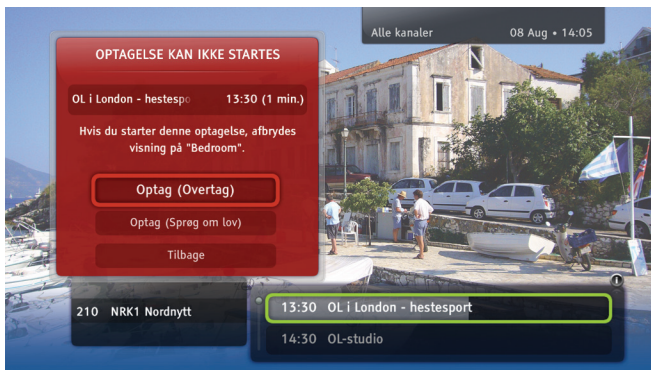 Alle kanaler 08 Aug • 14:05
OPTAGELSE KAN IKKE STARTES
OL i London - hestespo 13:30 (1 min.)
Hvis du starter denne optagelse, afbrydes
visning på "Bedroom".
Optag (Overtag)
Optag (Sprøg om lov)
Tilbage
210 NRK1 Nordnytt
13:30 OL i London - hestesport
14:30 OL-studio